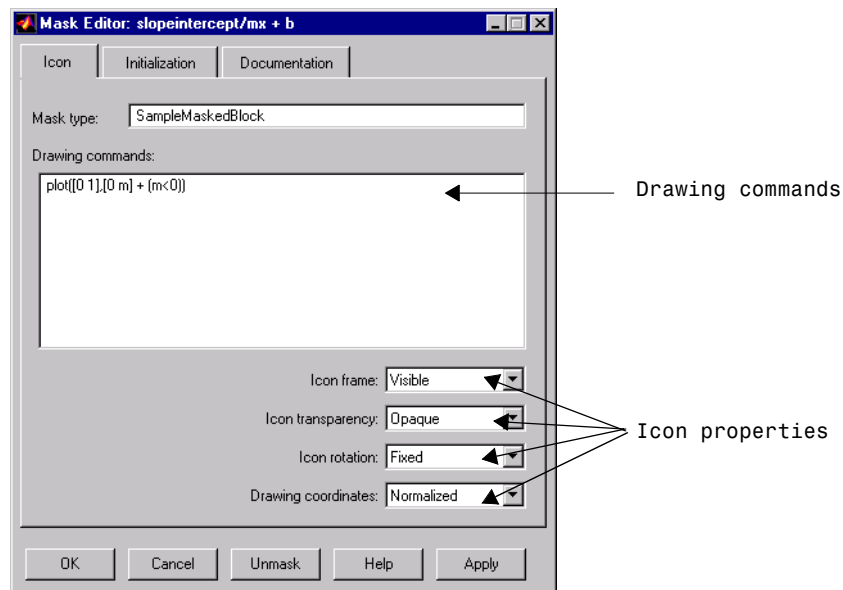 Mask Editor: slopeintercept/mx + b
Icon Initialization Documentation
Mask type: SampleMaskedBlock
Drawing commands:
plot([0 1],[0 m] + (m<0))
Drawing commands
Icon frame: Visible
Icon transparency: Opaque
Icon properties
Icon rotation: Fixed
Drawing coordinates: Normalized
OK Cancel Unmask Help Apply